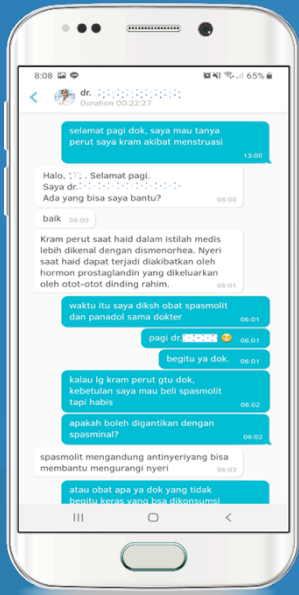 8:08
65%
dr.
Duration 00:22:27
selamat pagi dok, saya mau tanya
perut saya kram akibat menstruasi
13:00
Halo, ; . Selamat pagi.
Saya dr.
Ada yang bisa saya bantu?
06:00
baik 06:00
Kram perut saat haid dalam istilah medis
lebih dikenal dengan dismenorhea. Nyeri
saat haid dapat terjadi diakibatkan oleh
hormon prostaglandin yang dikeluarkan
oleh otot-otot dinding rahim.
06:01
waktu itu saya diksh obat spasmolit
dan panadol sama dokter
06:01
pagi dr. 😁 06:01
begitu ya dok. 06:01
kalau lg kram perut gtu dok,
kebetulan saya mau beli spasmolit
tapi habis
06:02
apakah boleh digantikan dengan
spasminal?
06:02
spasmolit mengandung antinyeriyang bisa
membantu mengurangi nyeri
06:03
atau obat apa ya dok yang tidak
begitu keras yang bsa dikonsumsi